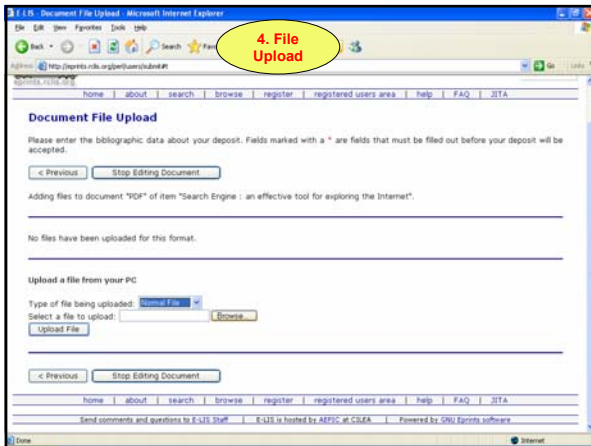 E-LIS - Document File Upload - Microsoft Internet Explorer
File Edit View Favorites Tools Help
Back Search
4. File
Upload
http://eprints.rclis.org/perl/users/submit#t Go Links
eprints.rclis.org
home | about | search | browse | register | registered users area | help | FAQ | JITA
Document File Upload
Please enter the bibliographic data about your deposit. Fields marked with a * are fields that must be filled out before your deposit will be
accepted.
< Previous Stop Editing Document
Adding files to document "PDF" of item "Search Engine : an effective tool for exploring the Internet".
No files have been uploaded for this format.
Upload a file from your PC
Type of file being uploaded: Normal File
Select a file to upload: Browse...
Upload File
< Previous Stop Editing Document
home | about | search | browse | register | registered users area | help | FAQ | JITA
Send comments and questions to E-LIS Staff | E-LIS is hosted by AEPIC at CILEA | Powered by GNU Eprints software
Done Internet